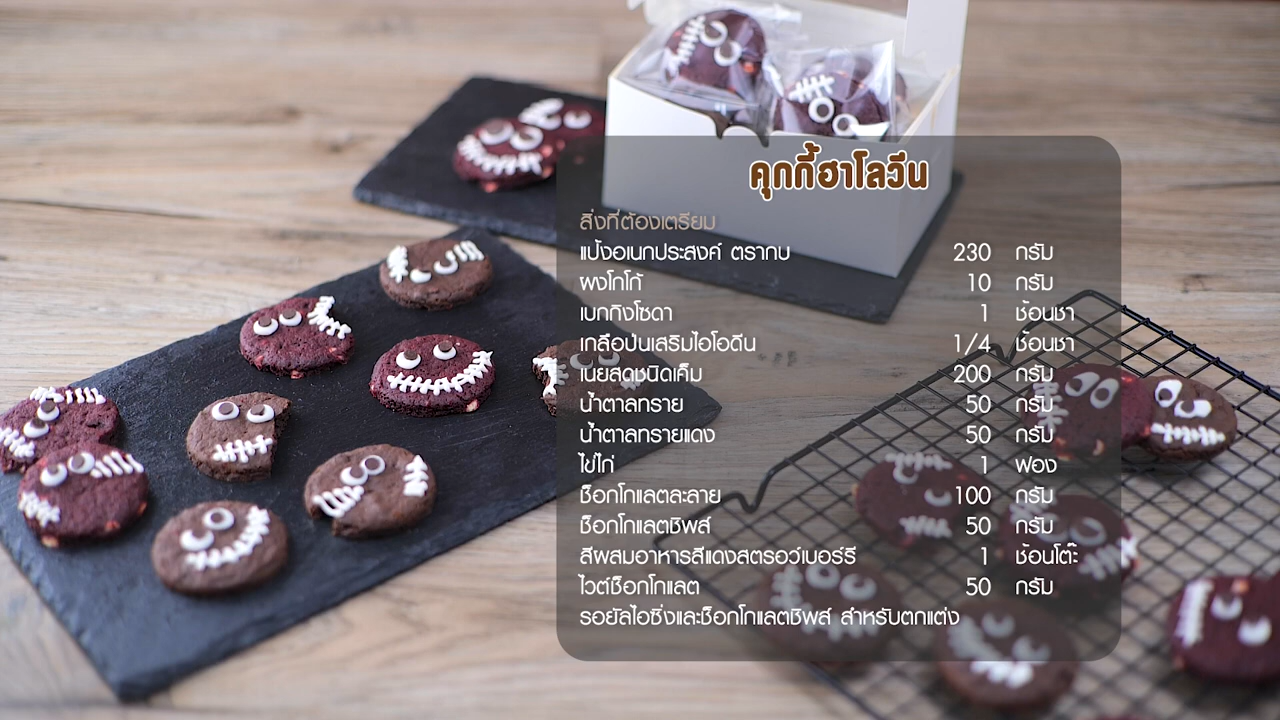 คุกกี้ฮาโลวีน
สิ่งที่ต้องเตรียม
แป้งอเนกประสงค์ ตรากบ 230 กรัม
ผงโกโก้ 10 กรัม
เบกกิงโซดา 1 ช้อนชา
เกลือป่นเสริมไอโอดีน 1/4 ช้อนชา
เนยสดชนิดเค็ม 200 กรัม
น้ำตาลทราย 50 กรัม
น้ำตาลทรายแดง 50 กรัม
ไข่ไก่ 1 ฟอง
ช็อกโกแลตละลาย 100 กรัม
ช็อกโกแลตชิพส์ 50 กรัม
สีผสมอาหารสีแดงสตรอว์เบอร์รี 1 ช้อนโต๊ะ
ไวต์ช็อกโกแลต 50 กรัม
รอยัลไอซิ่งและช็อกโกแลตชิพส์ สำหรับตกแต่ง